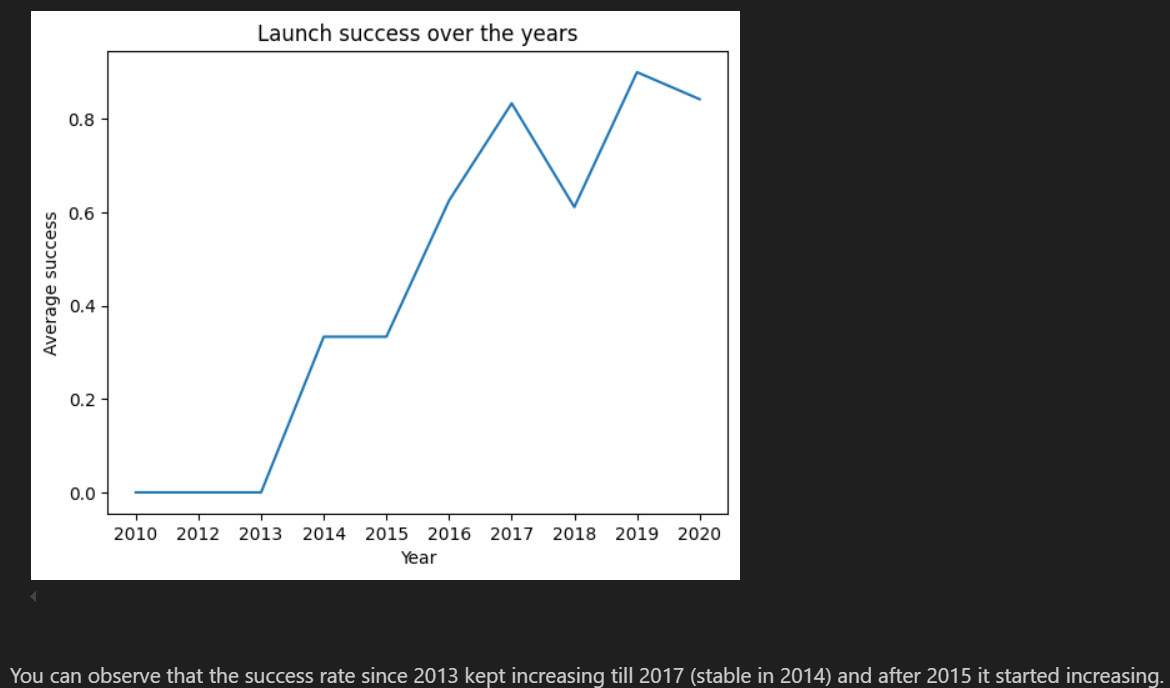 Launch success over the years
0.8
0.6
0.4
0.2
0.0
Average success
2010 2012 2013 2014 2015 2016 2017 2018 2019 2020
Year
You can observe that the success rate since 2013 kept increasing till 2017 (stable in 2014) and after 2015 it started increasing.